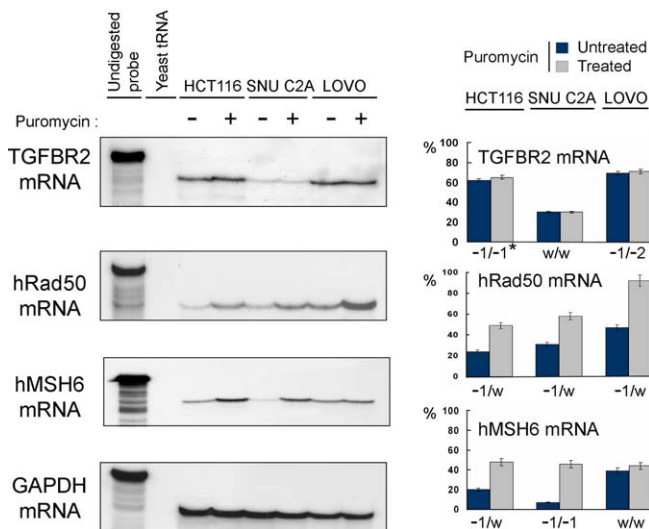 Undigested
probe
Yeast tRNA
HCT116 SNU C2A LOVO
Puromycin : − + − + − +
TGFBR2
mRNA
hRad50
mRNA
hMSH6
mRNA
GAPDH
mRNA
Puromycin
Untreated
Treated
HCT116 SNU C2A LOVO
%
TGFBR2 mRNA
100
80
60
40
20
0
−1/−1* w/w −1/−2
%
hRad50 mRNA
100
80
60
40
20
0
−1/w −1/w −1/w
%
hMSH6 mRNA
100
80
60
40
20
0
−1/w −1/−1 w/w